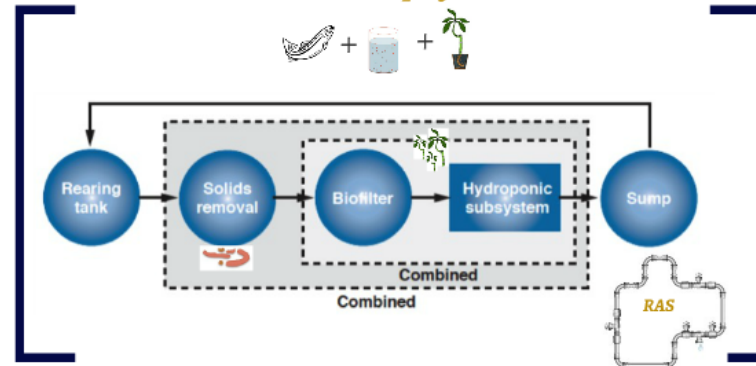 +
+
Rearing
tank
Solids
removal
Biofilter
Hydroponic
subsystem
Sump
Combined
Combined
RAS